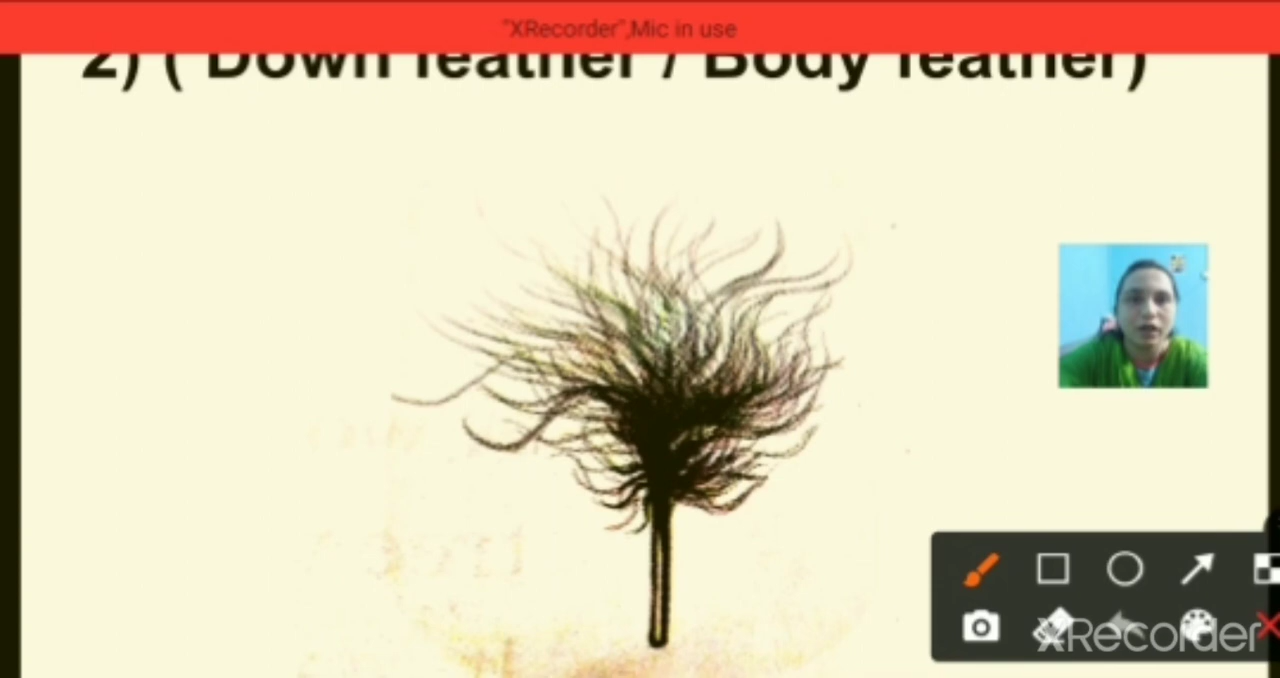 "XRecorder",Mic in use
2) ( Down feather / Body feather)
XRecorder